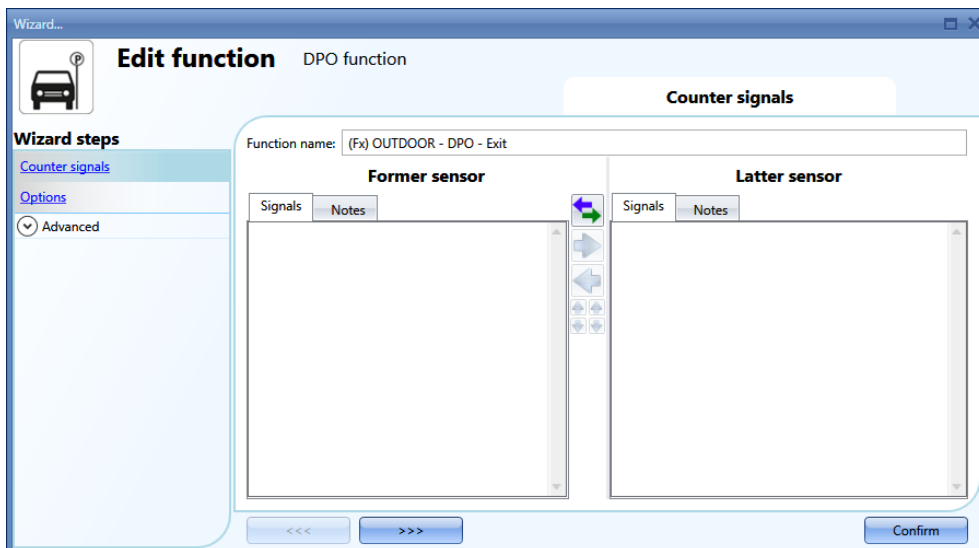 Wizard...
P
Edit function DPO function
Counter signals
Wizard steps
Counter signals
Options
Advanced
Function name: (Fx) OUTDOOR - DPO - Exit
Former sensor Latter sensor
Signals Notes Signals Notes
<<< >>> Confirm